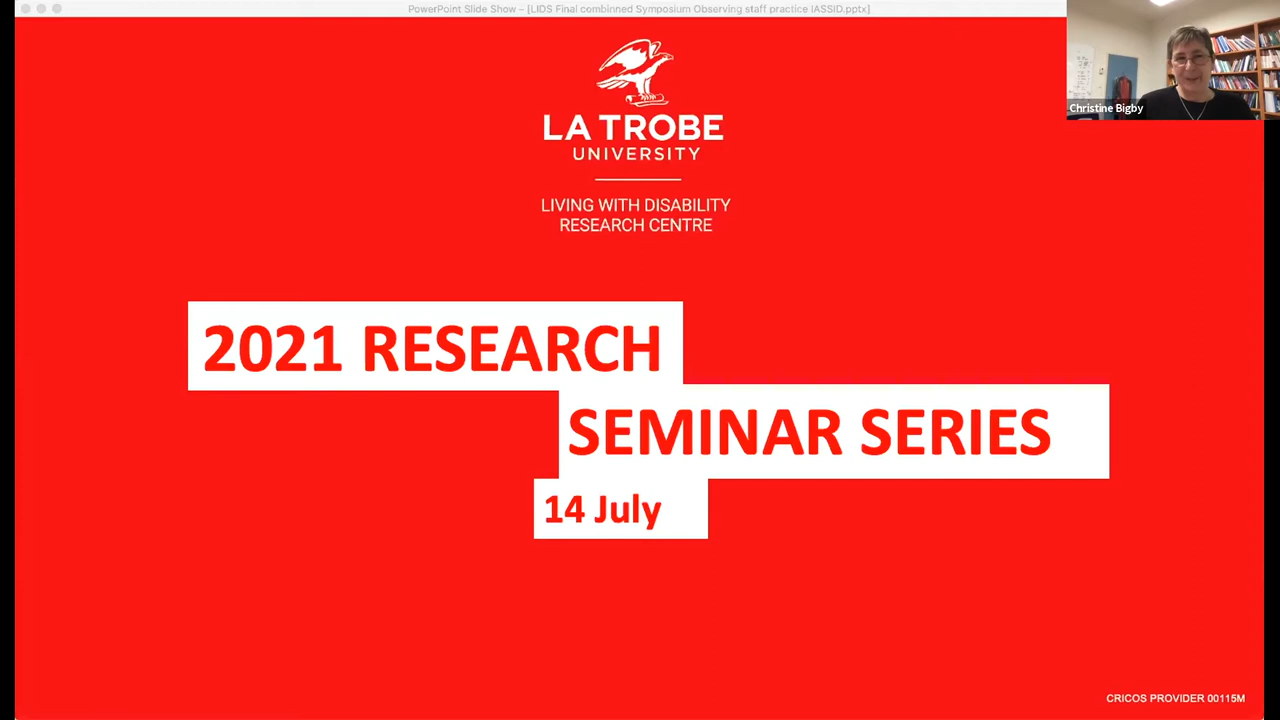 PowerPoint Slide Show - [LIDS Final combinned Symposium Observing staff practice IASSID.pptx]
Christine Bigby
LA TROBE
UNIVERSITY
LIVING WITH DISABILITY
RESEARCH CENTRE
2021 RESEARCH
SEMINAR SERIES
14 July
CRICOS PROVIDER 00115M